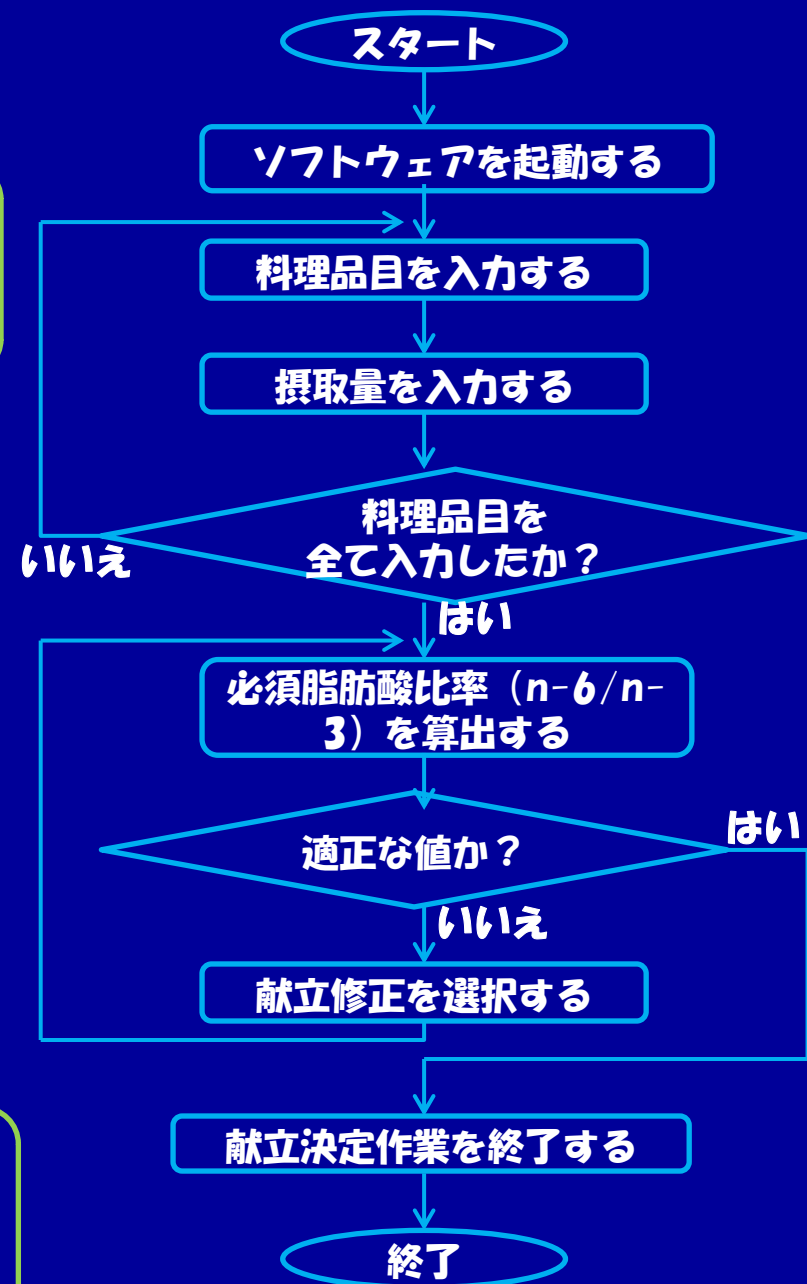 スタート
ソフトウェアを起動する
料理品目を入力する
摂取量を入力する
料理品目を
全て入力したか？
いいえ
はい
必須脂肪酸比率（n-6/n-
3）を算出する
適正な値か？
はい
いいえ
献立修正を選択する
献立決定作業を終了する
終了